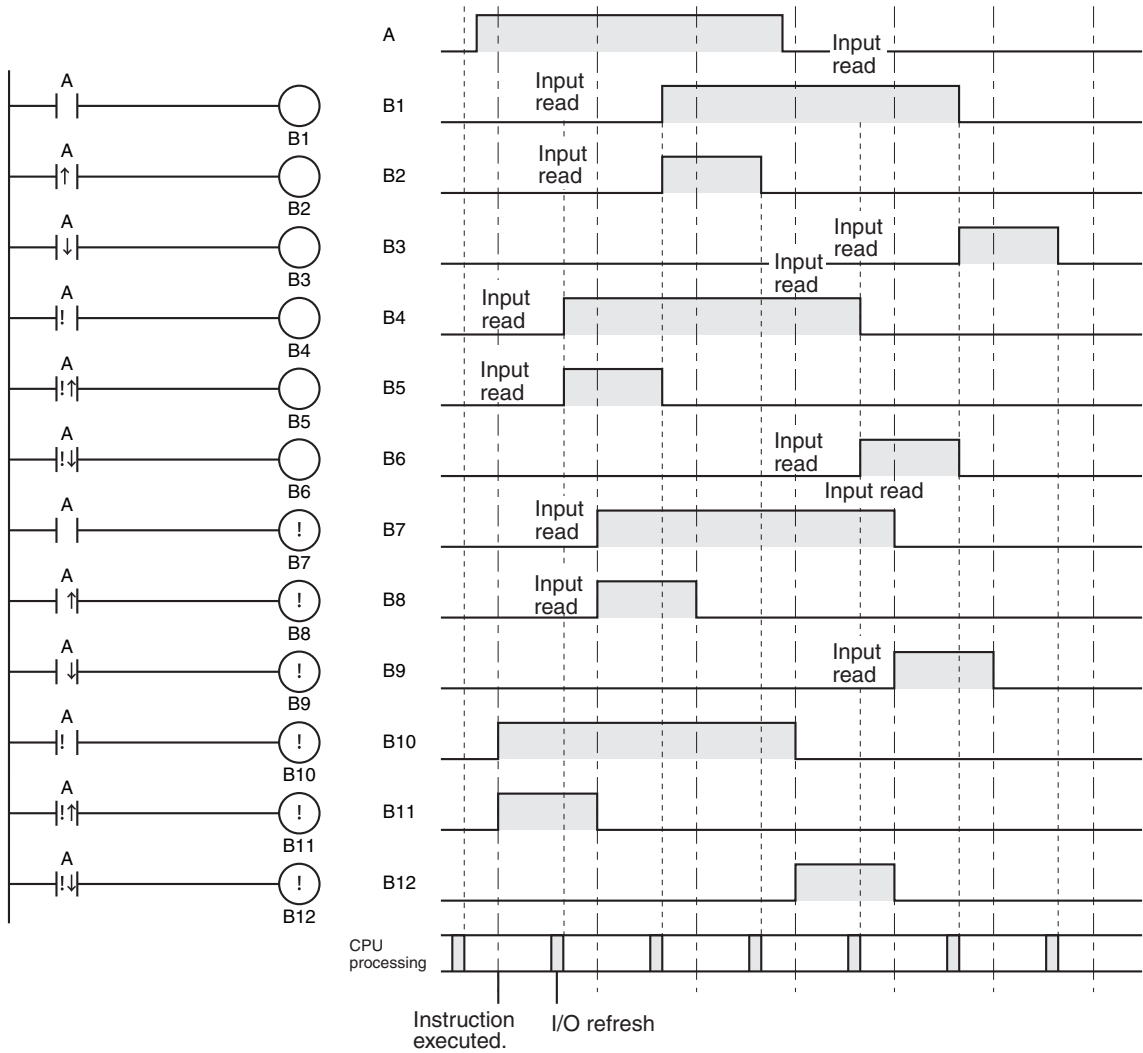 A
Input
read
A
B1
Input
read
B1
A
↑
B2
Input
read
B2
A
↓
B3
Input
read
B3
A
!
B4
Input
read
Input
read
B4
A
!↑
B5
Input
read
B5
A
!↓
B6
Input
read
B6
A
!
B7
Input
read
Input read
B7
A
↑
!
B8
Input
read
B8
A
↓
!
B9
Input
read
B9
A
!
!
B10
B10
A
!↑
!
B11
B11
A
!↓
!
B12
B12
CPU
processing
Instruction
executed.
I/O refresh